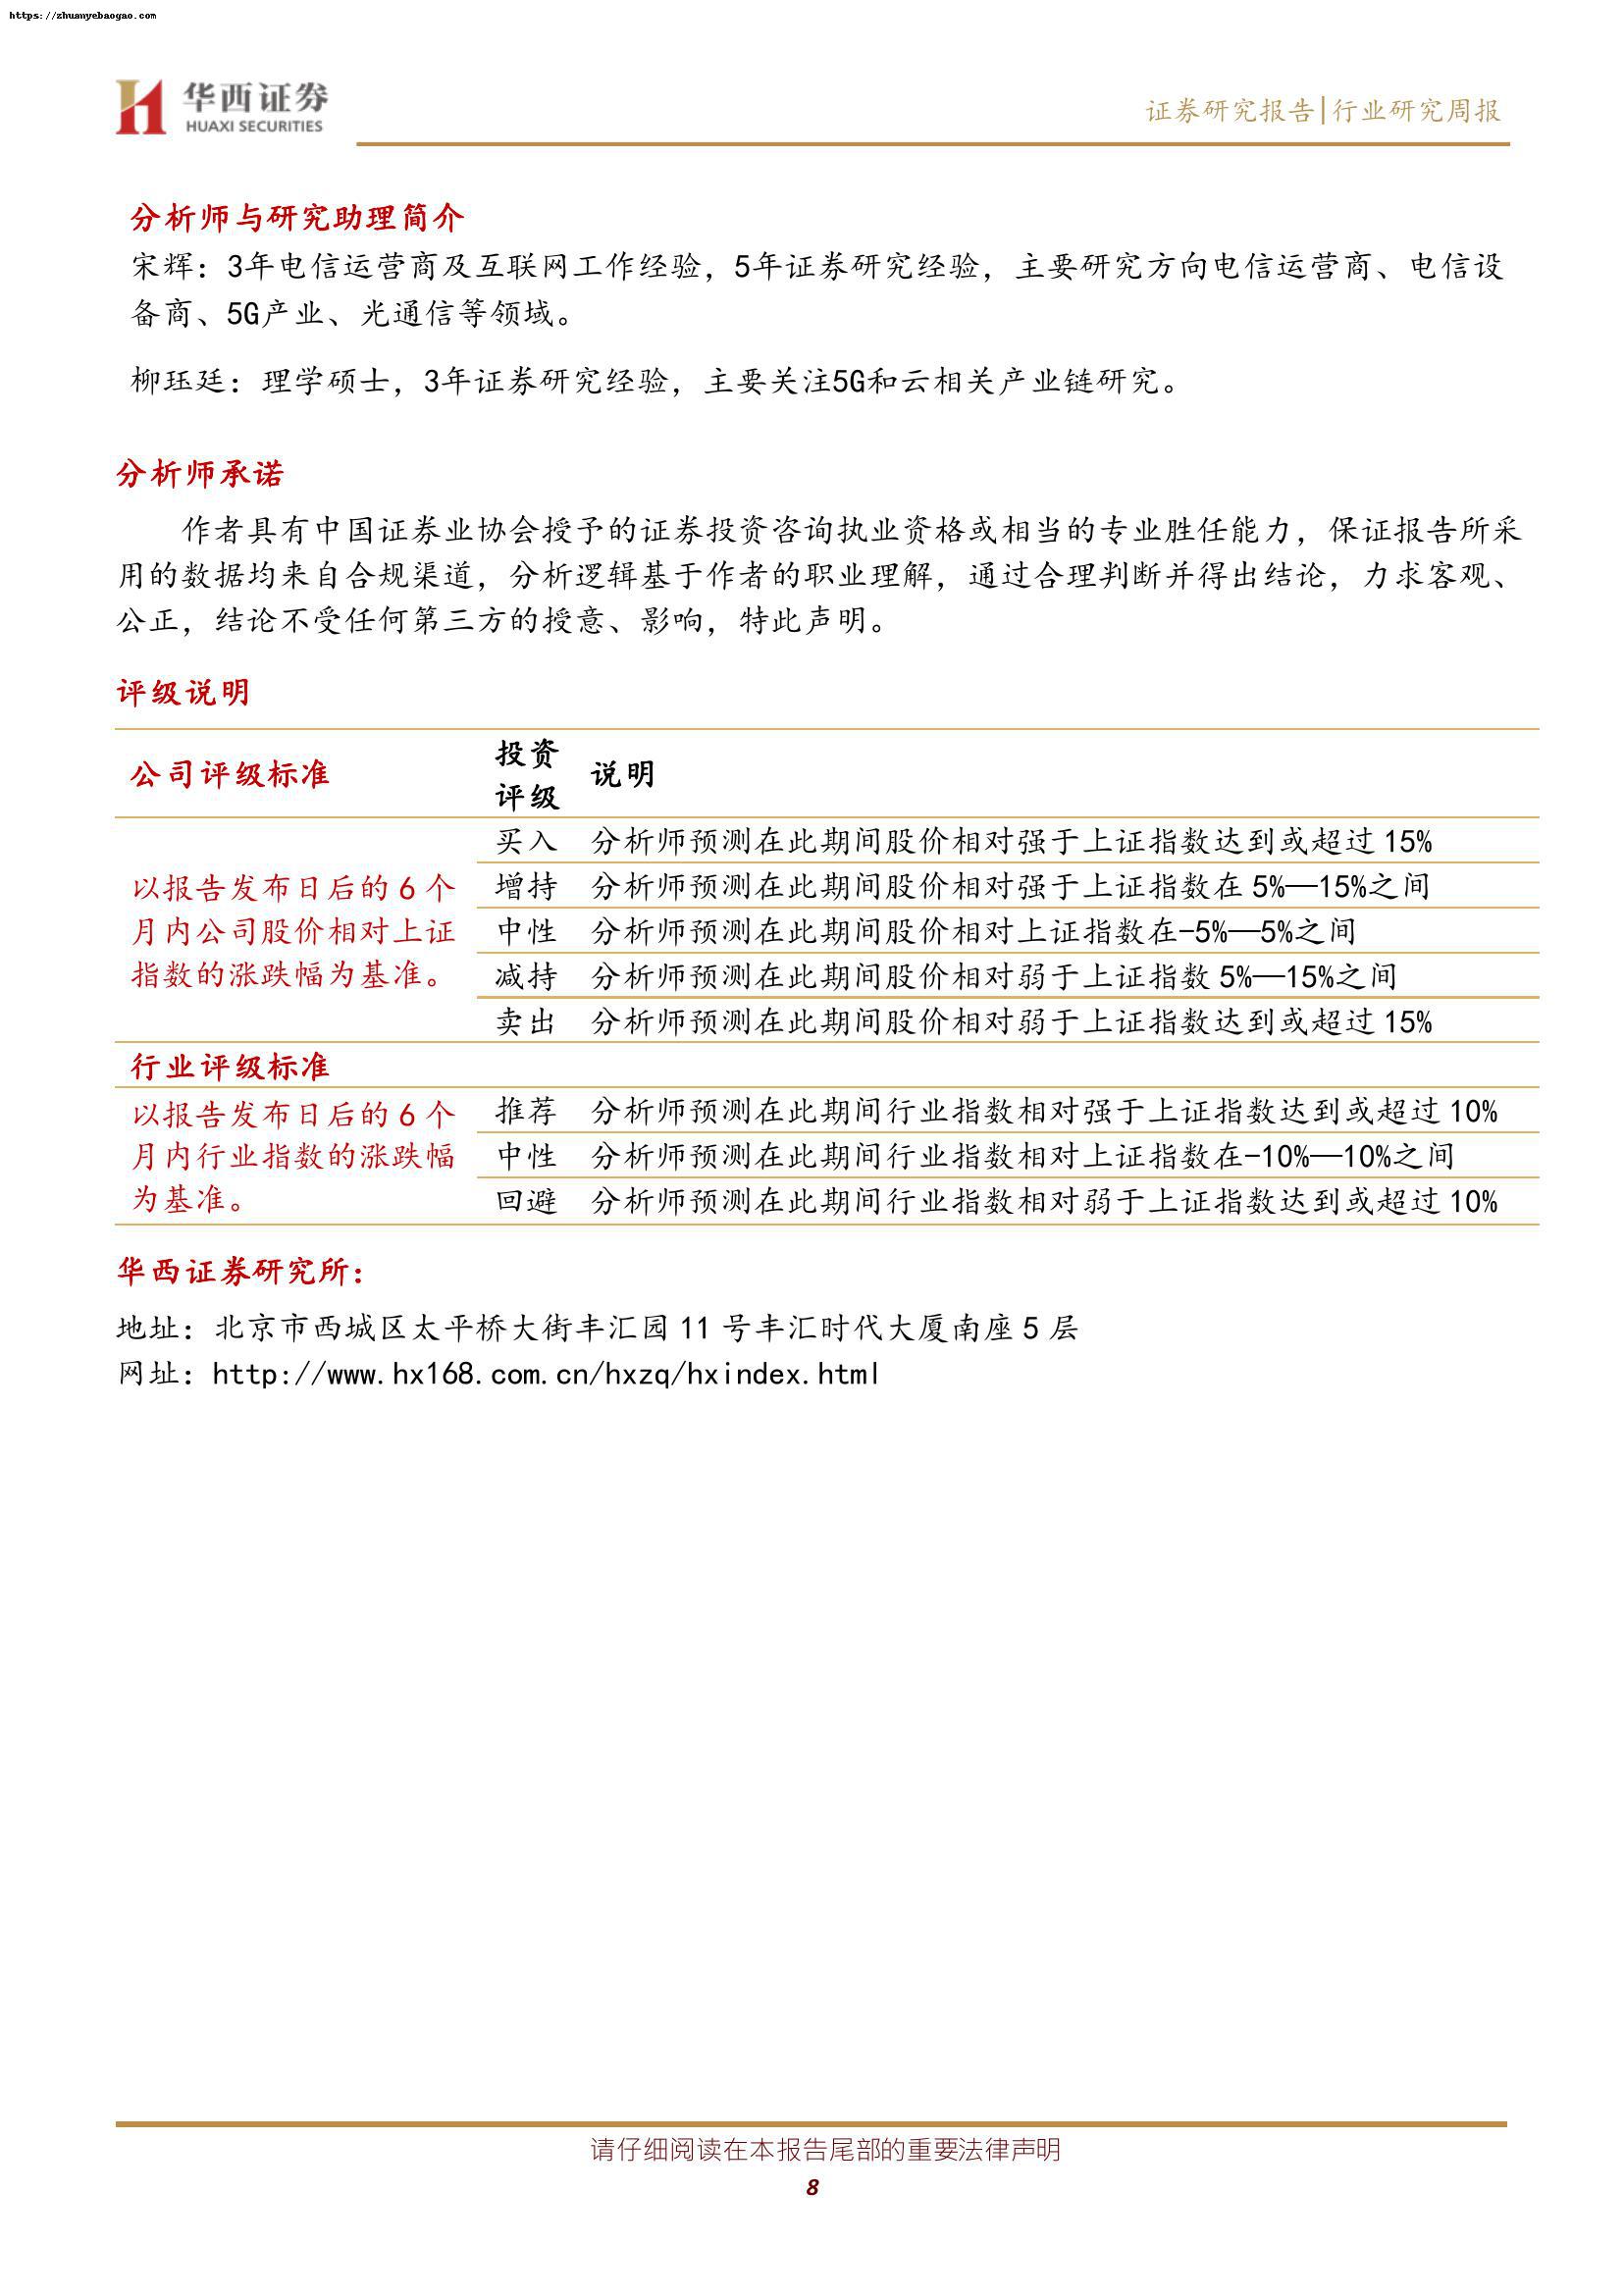 https://zhuanyebaogao.com
华西证券
HUAXI SECURITIES
证券研究报告|行业研究周报
分析师与研究助理简介
宋辉：3年电信运营商及互联网工作经验，5年证券研究经验，主要研究方向电信运营商、电信设
备商、5G产业、光通信等领域。
柳珏廷：理学硕士，3年证券研究经验，主要关注5G和云相关产业链研究。
分析师承诺
作者具有中国证券业协会授予的证券投资咨询执业资格或相当的专业胜任能力，保证报告所采
用的数据均来自合规渠道，分析逻辑基于作者的职业理解，通过合理判断并得出结论，力求客观、
公正，结论不受任何第三方的授意、影响，特此声明。
评级说明
公司评级标准
投资
评级
说明
以报告发布日后的 6 个
月内公司股价相对上证
指数的涨跌幅为基准。
买入 分析师预测在此期间股价相对强于上证指数达到或超过 15%
增持 分析师预测在此期间股价相对强于上证指数在 5%—15%之间
中性 分析师预测在此期间股价相对上证指数在-5%—5%之间
减持 分析师预测在此期间股价相对弱于上证指数 5%—15%之间
卖出 分析师预测在此期间股价相对弱于上证指数达到或超过 15%
行业评级标准
以报告发布日后的 6 个
月内行业指数的涨跌幅
为基准。
推荐 分析师预测在此期间行业指数相对强于上证指数达到或超过 10%
中性 分析师预测在此期间行业指数相对上证指数在-10%—10%之间
回避 分析师预测在此期间行业指数相对弱于上证指数达到或超过 10%
华西证券研究所：
地址：北京市西城区太平桥大街丰汇园 11 号丰汇时代大厦南座 5 层
网址：http://www.hx168.com.cn/hxzq/hxindex.html
请仔细阅读在本报告尾部的重要法律声明
8